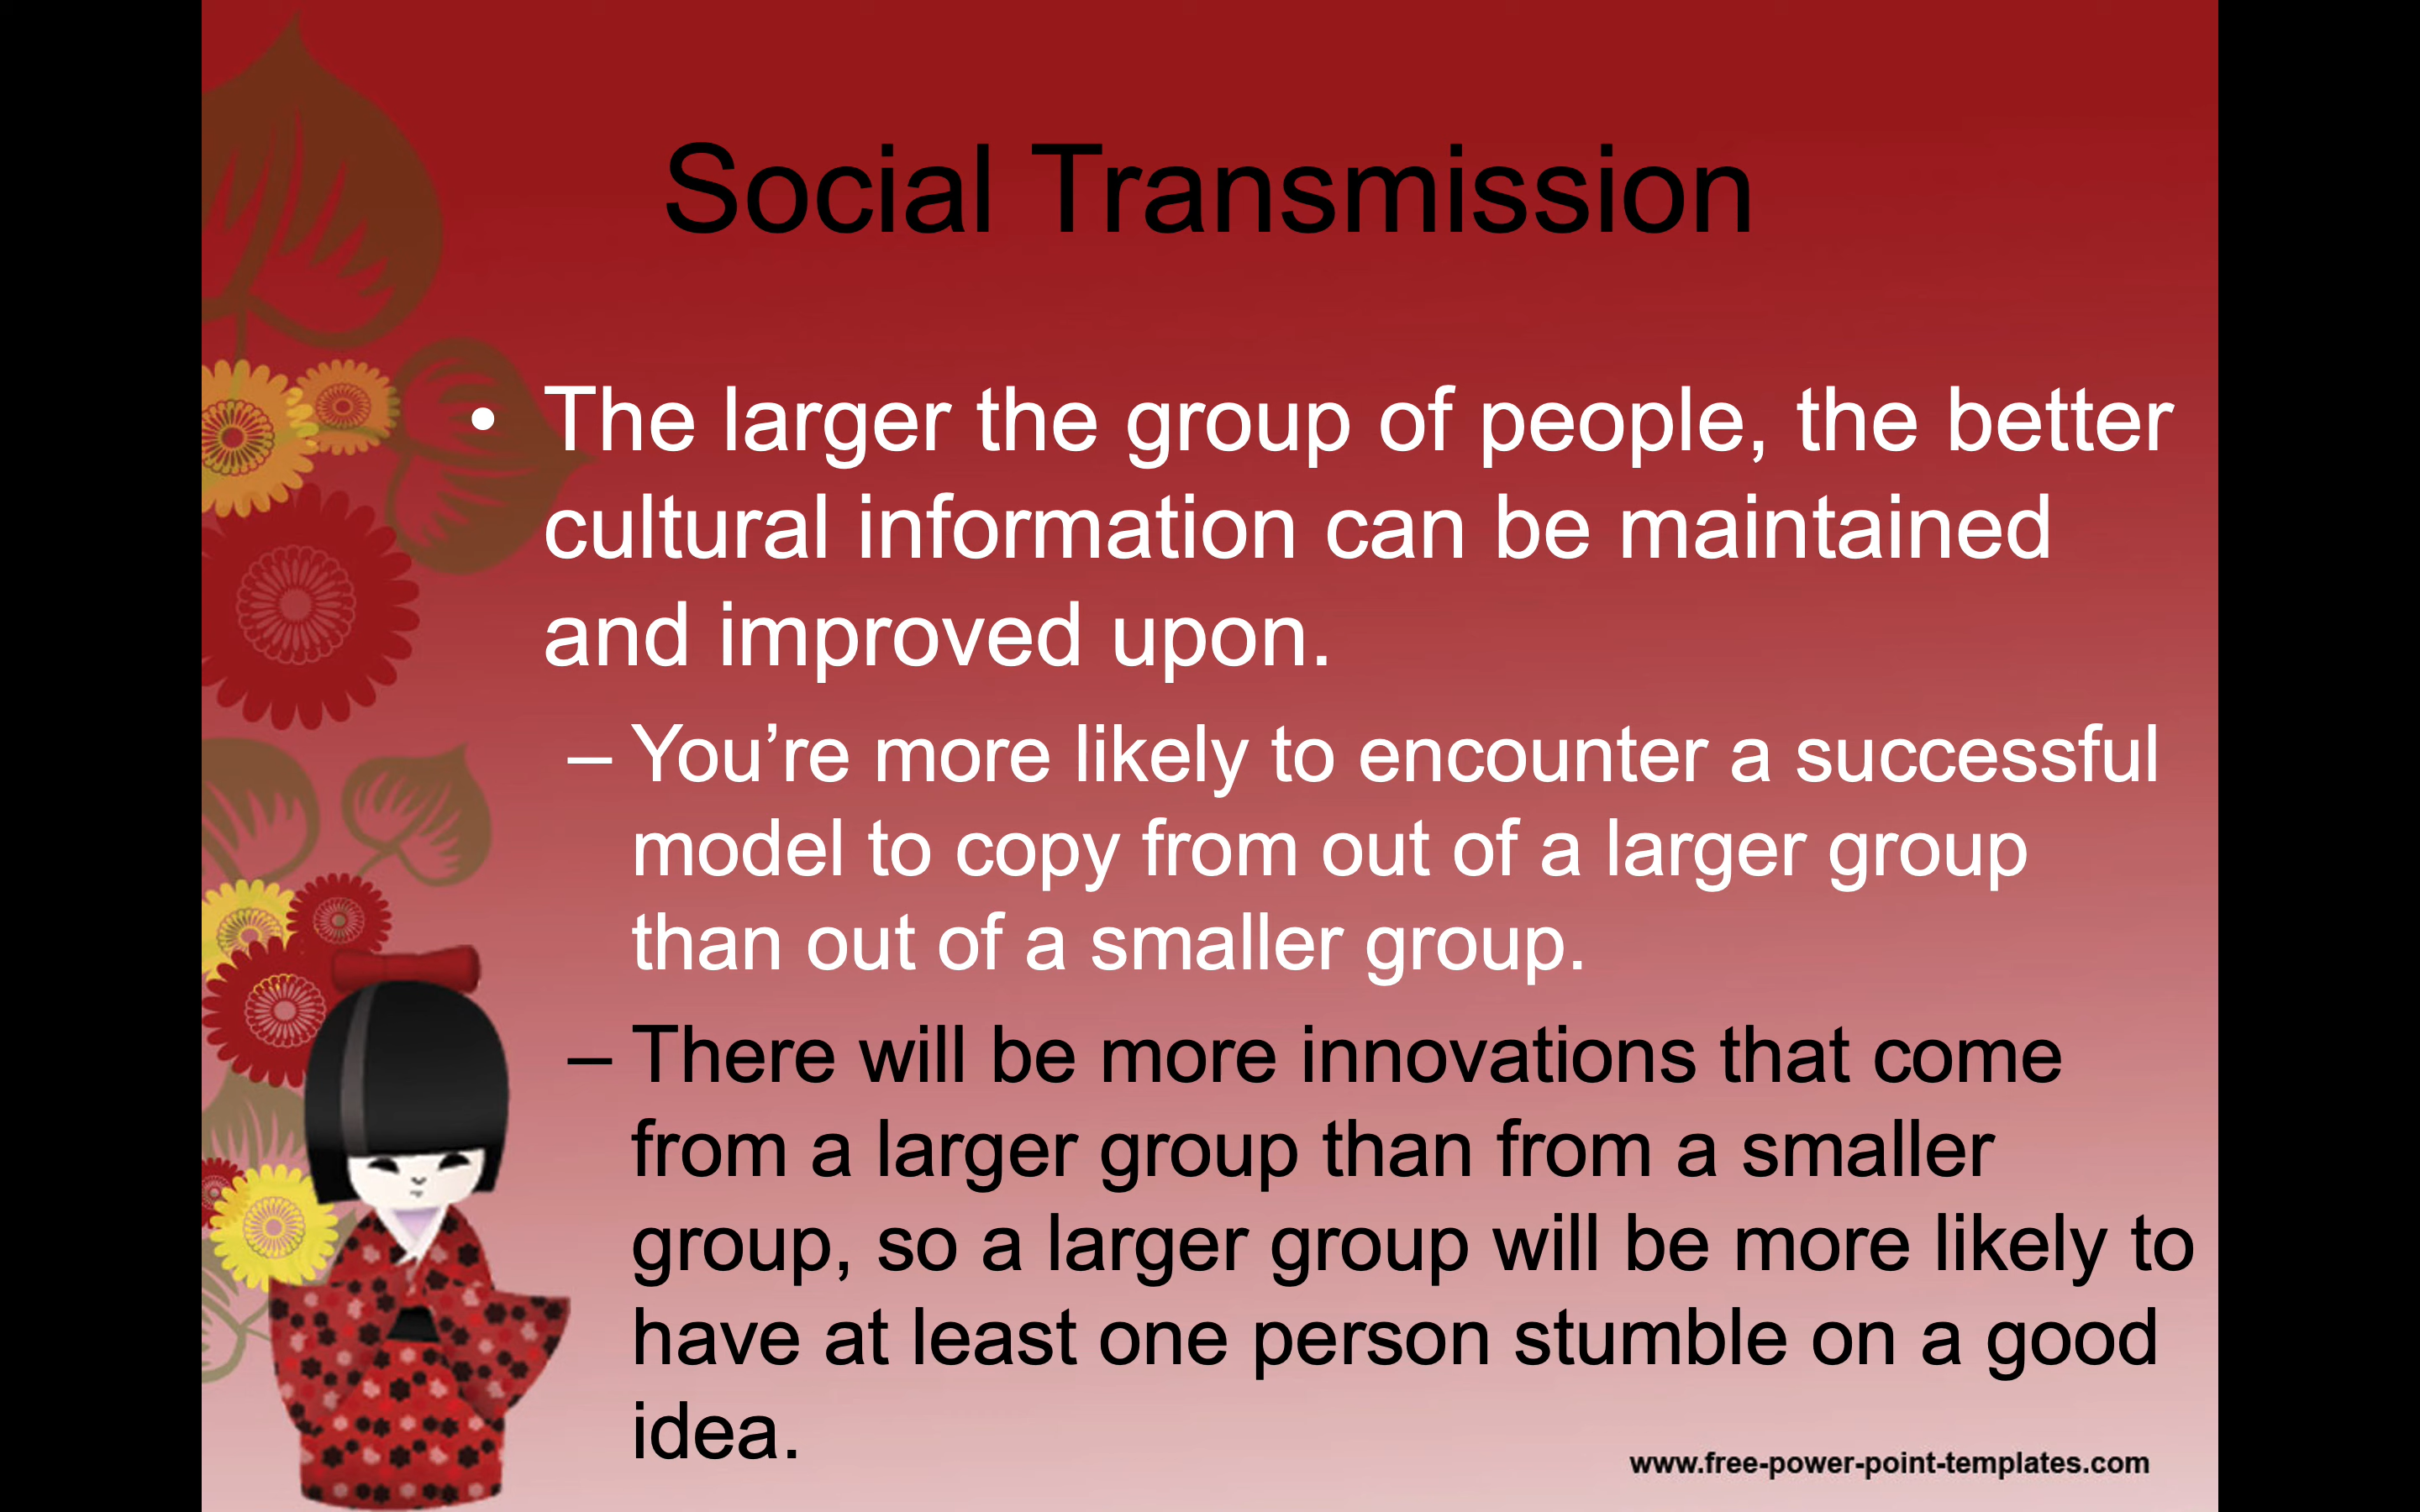 Social Transmission
• The larger the group of people, the better
cultural information can be maintained
and improved upon.
– You’re more likely to encounter a successful
model to copy from out of a larger group
than out of a smaller group.
– There will be more innovations that come
from a larger group than from a smaller
group, so a larger group will be more likely to
have at least one person stumble on a good
idea.
www.free-power-point-templates.com